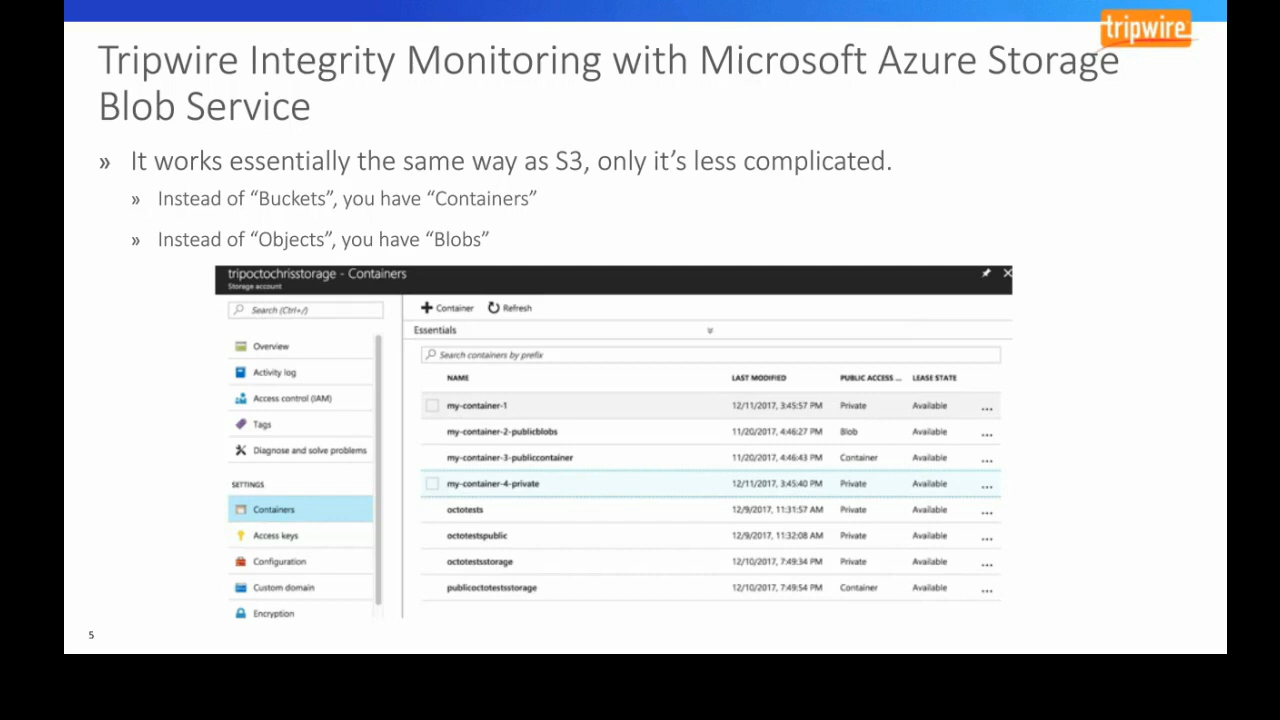 tripwire
Tripwire Integrity Monitoring with Microsoft Azure Storage
Blob Service
» It works essentially the same way as S3, only it’s less complicated.
» Instead of “Buckets”, you have “Containers”
» Instead of “Objects”, you have “Blobs”
tripoctochrisstorage - Containers
Storage account
Search (Ctrl+/)
Overview
Activity log
Access control (IAM)
Tags
Diagnose and solve problems
SETTINGS
Containers
Access keys
Configuration
Custom domain
Encryption
Container Refresh
Essentials
Search containers by prefix
NAME LAST MODIFIED PUBLIC ACCESS ... LEASE STATE
my-container-1 12/11/2017, 3:45:57 PM Private Available ...
my-container-2-publicblobs 11/20/2017, 4:46:27 PM Blob Available ...
my-container-3-publiccontainer 11/20/2017, 4:46:43 PM Container Available ...
my-container-4-private 12/11/2017, 3:45:40 PM Private Available ...
octotests 12/9/2017, 11:31:57 AM Private Available ...
octotestspublic 12/9/2017, 11:32:08 AM Private Available ...
octotestsstorage 12/10/2017, 7:49:34 PM Private Available ...
publicoctotestsstorage 12/10/2017, 7:49:54 PM Container Available ...
5